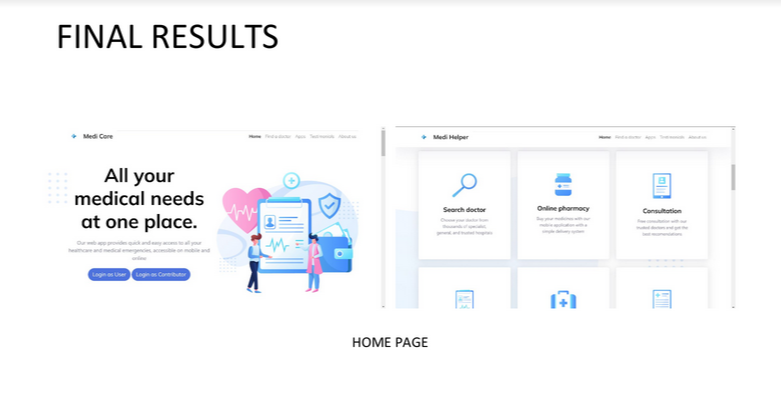 FINAL RESULTS
Medi Care
Home Find a doctor Apps Testimonials About us
All your
medical needs
at one place.
Our web app provides quick and easy access to all your
healthcare and medical emergencies, accessible on mobile and
online
Login as User
Login as Contributor
Medi Helper
Home Find a doctor Apps Testimonials About us
Search doctor
Choose your doctor from
thousands of specialist,
general, and trusted hospitals
Online pharmacy
Buy your medicines with our
mobile application with a
simple delivery system
Consultation
Free consultation with our
trusted doctors and get the
best recomendations
HOME PAGE